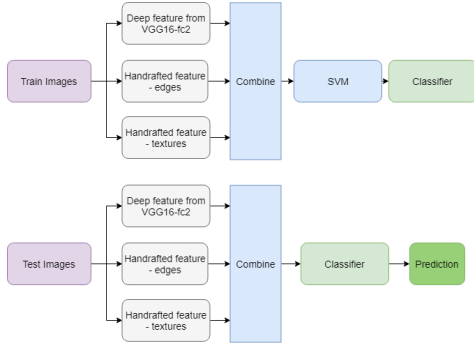 Deep feature from
VGG16-fc2
Train Images
Handrafted feature
- edges
Combine
SVM
Classifier
Handrafted feature
- textures
Deep feature from
VGG16-fc2
Test Images
Handrafted feature
- edges
Combine
Classifier
Prediction
Handrafted feature
- textures